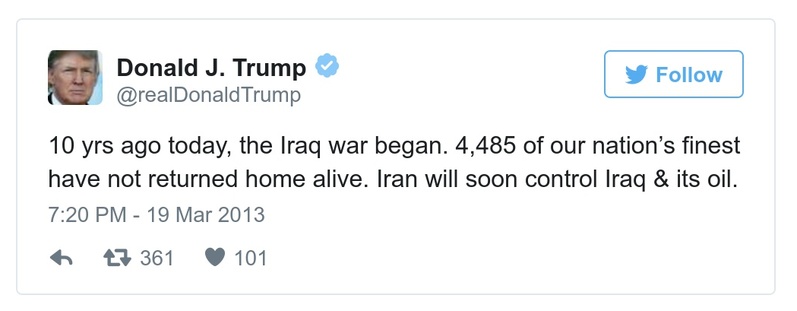 Donald J. Trump
@realDonaldTrump
Follow
10 yrs ago today, the Iraq war began. 4,485 of our nation’s finest
have not returned home alive. Iran will soon control Iraq & its oil.
7:20 PM - 19 Mar 2013
361 101